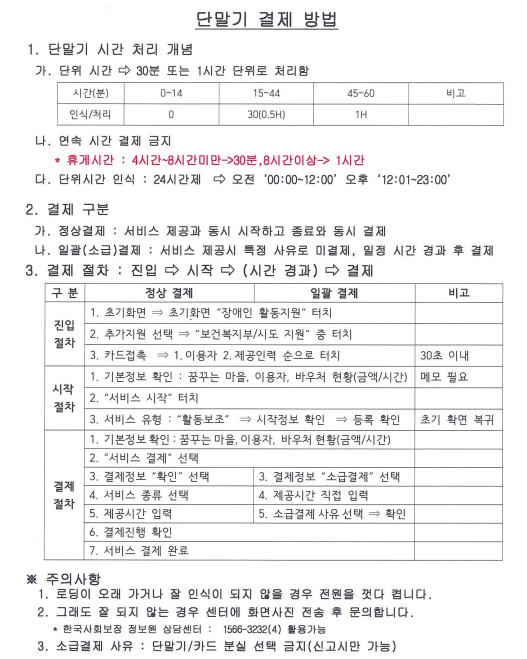 단말기 결제 방법
1. 단말기 시간 처리 개념
가. 단위 시간 ⇨ 30분 또는 1시간 단위로 처리함
시간(분) 0-14 15-44 45-60 비고
인식/처리 0 30(0.5H) 1H
나. 연속 시간 결제 금지
* 휴게시간 : 4시간~8시간미만->30분,8시간이상-> 1시간
다. 단위시간 인식 : 24시간제 ⇨ 오전 '00:00~12:00' 오후 '12:01~23:00'
2. 결제 구분
가. 정상결제 : 서비스 제공과 동시 시작하고 종료와 동시 결제
나. 일괄(소급)결제 : 서비스 제공시 특정 사유로 미결제, 일정 시간 경과 후 결제
3. 결제 절차 : 진입 ⇨ 시작 ⇨ (시간 경과) ⇨ 결제
구 분 정상 결제 일괄 결제 비고
진입 절차
1. 초기화면 ⇒ 초기화면 "장애인 활동지원" 터치
2. 추가지원 선택 ⇒ "보건복지부/시도 지원" 중 터치
3. 카드접촉 ⇒ 1.이용자 2.제공인력 순으로 터치 30초 이내
시작 절차
1. 기본정보 확인 : 꿈꾸는 마을, 이용자, 바우처 현황(금액/시간) 메모 필요
2. "서비스 시작" 터치
3. 서비스 유형 : "활동보조" ⇒ 시작정보 확인 ⇒ 등록 확인 초기 화면 복귀
결제 절차
1. 기본정보 확인 : 꿈꾸는 마을, 이용자, 바우처 현황(금액/시간)
2. "서비스 결제" 선택
3. 결제정보 "확인" 선택 3. 결제정보 "소급결제" 선택
4. 서비스 종류 선택 4. 제공시간 직접 입력
5. 제공시간 입력 5. 소급결제 사유 선택 ⇒ 확인
6. 결제진행 확인
7. 서비스 결제 완료
※ 주의사항
1. 로딩이 오래 가거나 잘 인식이 되지 않을 경우 전원을 껏다 켭니다.
2. 그래도 잘 되지 않는 경우 센터에 화면사진 전송 후 문의합니다.
* 한국사회보장 정보원 상담센터 : 1566-3232(4) 활용가능
3. 소급결제 사유 : 단말기/카드 분실 선택 금지(신고시만 가능)